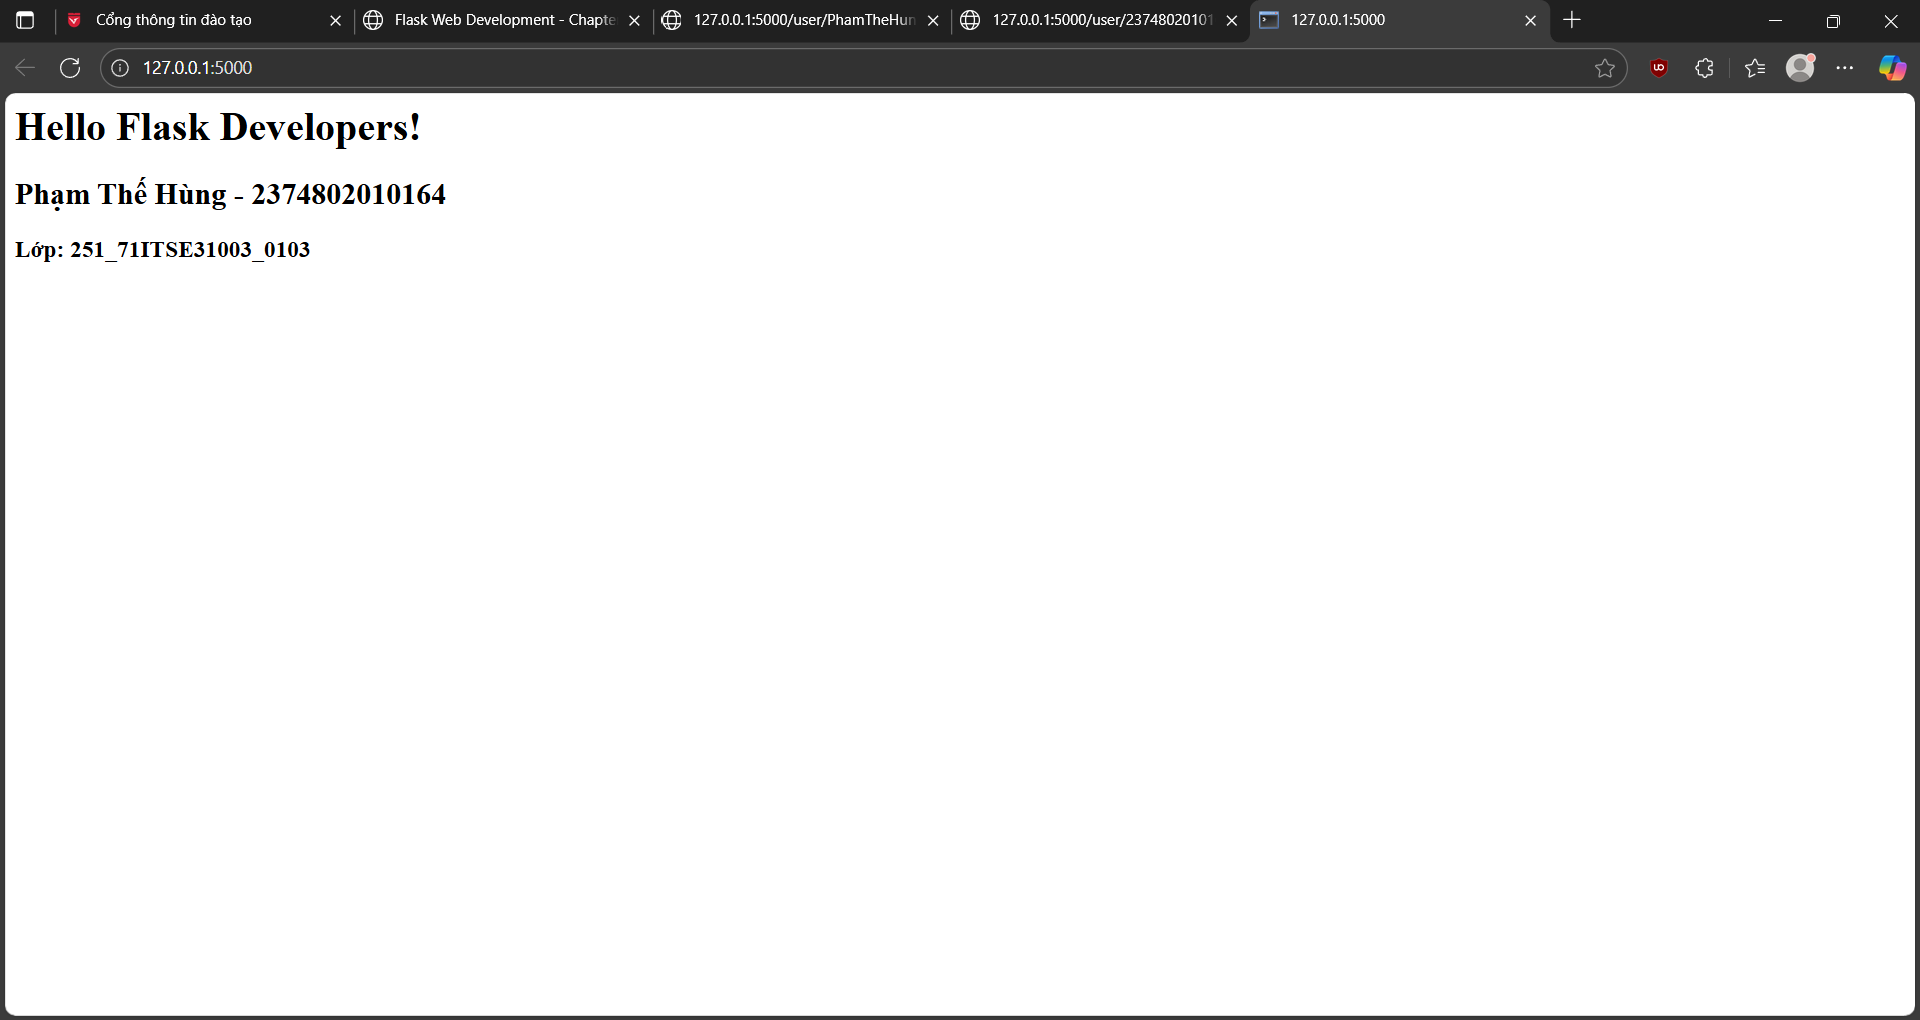 Cổng thông tin đào tạo
Flask Web Development - Chapte
127.0.0.1:5000/user/PhamTheHun
127.0.0.1:5000/user/23748020101
127.0.0.1:5000
127.0.0.1:5000
Hello Flask Developers!
Phạm Thế Hùng - 2374802010164
Lớp: 251_71ITSE31003_0103